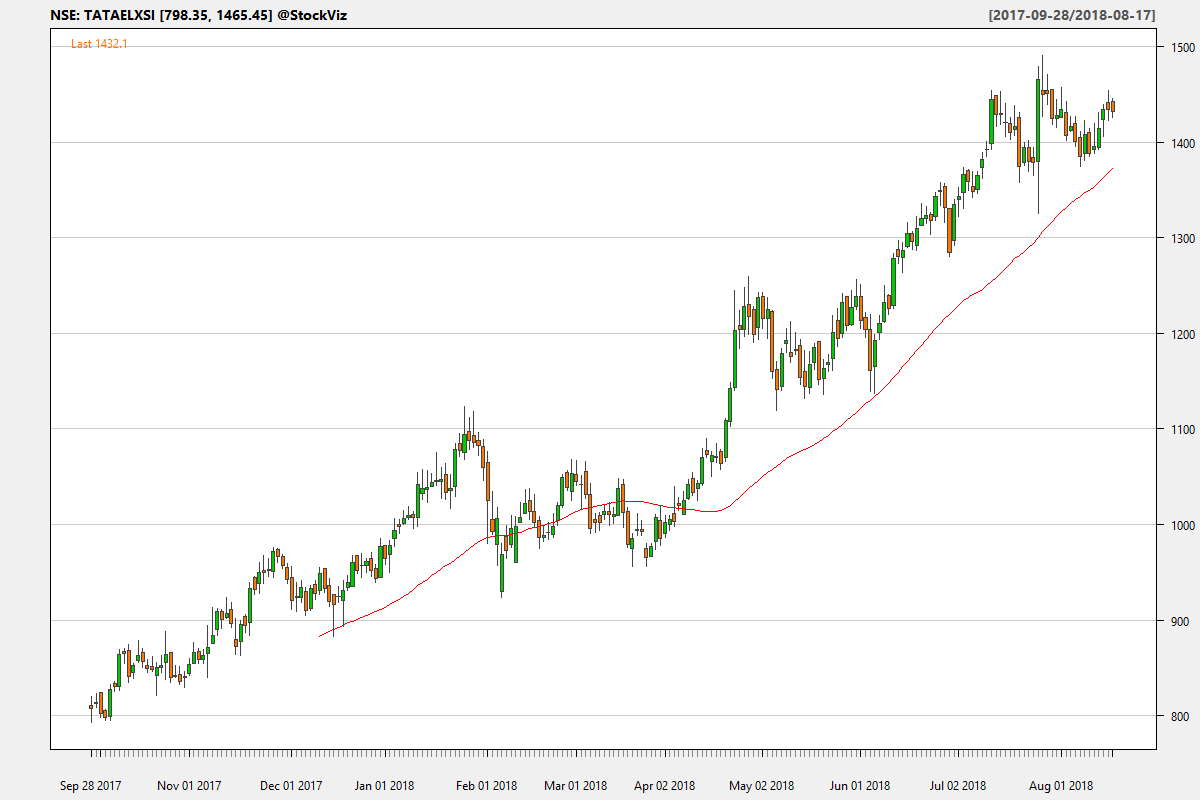 NSE: TATAELXSI [798.35, 1465.45] @StockViz [2017-09-28/2018-08-17]
Last 1432.1
1500
1400
1300
1200
1100
1000
900
800
Sep 28 2017 Nov 01 2017 Dec 01 2017 Jan 01 2018 Feb 01 2018 Mar 01 2018 Apr 02 2018 May 02 2018 Jun 01 2018 Jul 02 2018 Aug 01 2018